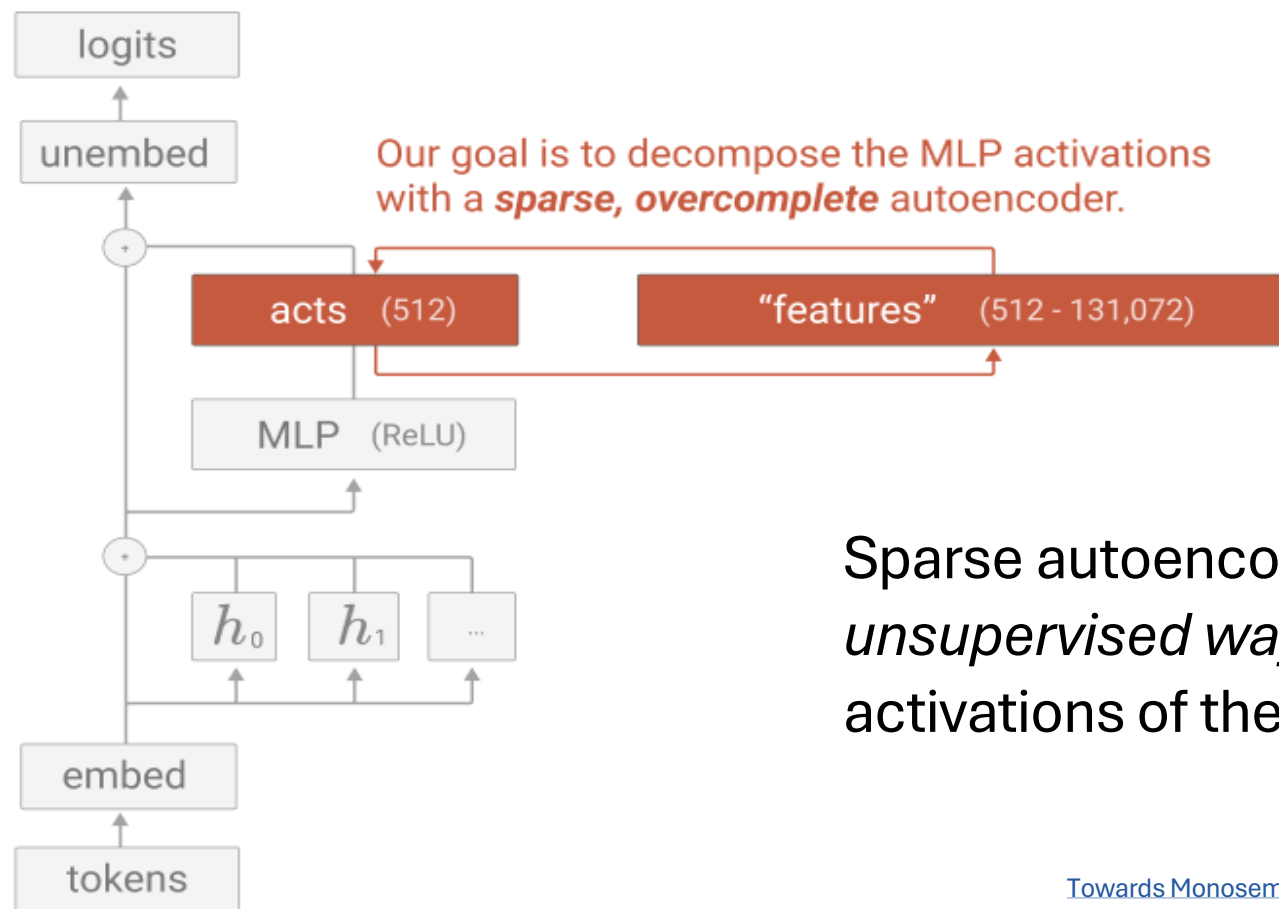 logits
unembed
Our goal is to decompose the MLP activations
with a sparse, overcomplete autoencoder.
+
acts (512)
“features” (512 - 131,072)
MLP (ReLU)
+
h₀ h₁ ...
Sparse autoenco
unsupervised wa
activations of the
embed
tokens
Towards Monosem